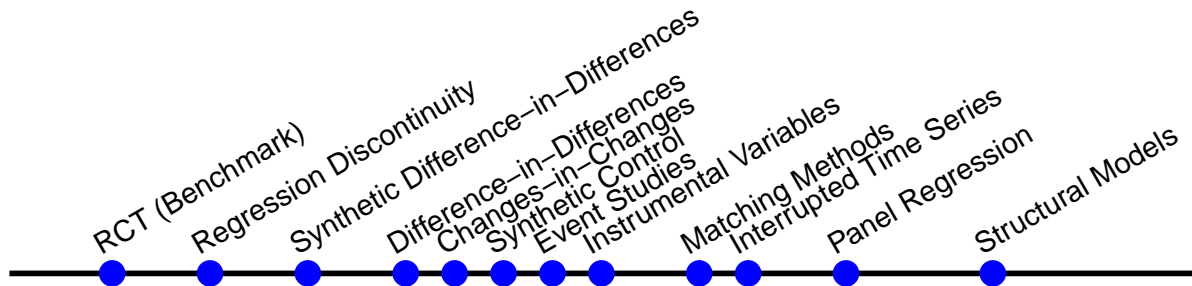 RCT (Benchmark)
Regression Discontinuity
Synthetic Difference−in−Differences
Difference−in−Differences
Changes−in−Changes
Synthetic Control
Event Studies
Instrumental Variables
Matching Methods
Interrupted Time Series
Panel Regression
Structural Models